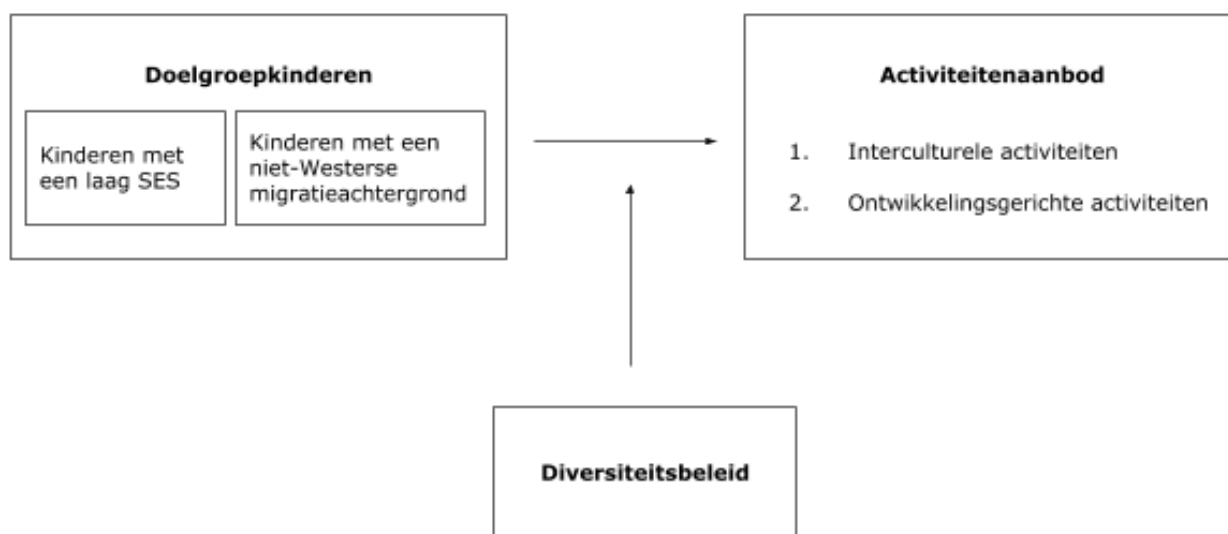 Doelgroepkinderen
Kinderen met
een laag SES
Kinderen met een
niet-Westerse
migratieachtergrond
Activiteitenaanbod
1. Interculturele activiteiten
2. Ontwikkelingsgerichte activiteiten
Diversiteitsbeleid